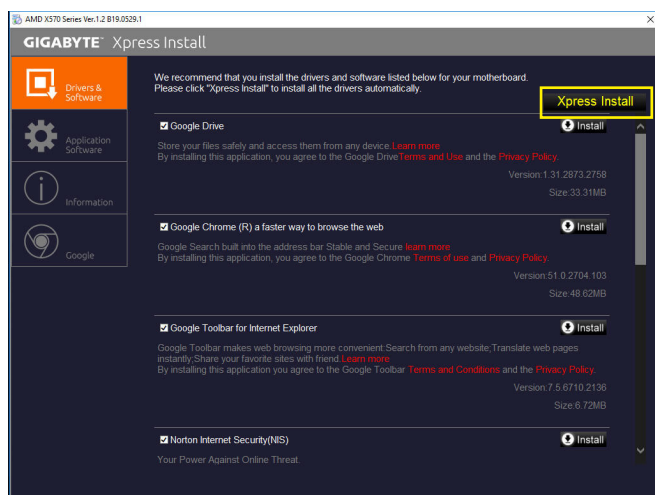 AMD X570 Series Ver.1.2 B19.0529.1
GIGABYTE™ Xpress Install
Drivers &
Software
Application
Software
Information
Google
We recommend that you install the drivers and software listed below for your motherboard.
Please click "Xpress Install" to install all the drivers automatically.
Xpress Install
Google Drive
Install
Store your files safely and access them from any device.Learn more
By installing this application, you agree to the Google DriveTerms and Use and the Privacy Policy.
Version:1.31.2873.2758
Size:33.31MB
Google Chrome (R) a faster way to browse the web
Install
Google Search built into the address bar Stable and Secure learn more
By installing this application, you agree to the Google Chrome Terms of use and Privacy Policy.
Version:51.0.2704.103
Size:48.62MB
Google Toolbar for Internet Explorer
Install
Google Toolbar makes web browsing more convenient:Search from any website;Translate web pages
instantly;Share your favorite sites with friend.Learn more
By installing this application you agree to the Google Toolbar Terms and Conditions and the Privacy Policy.
Version:7.5.6710.2136
Size:6.72MB
Norton Internet Security(NIS)
Install
Your Power Against Online Threat.